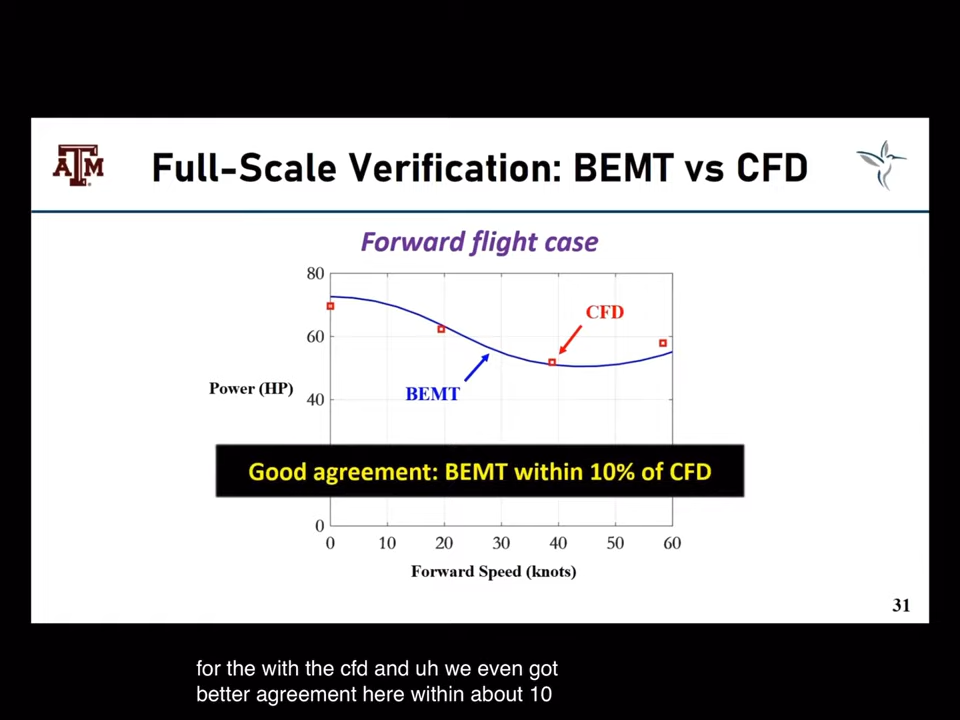 ATM
Full-Scale Verification: BEMT vs CFD
Forward flight case
80
60
40
0
Power (HP)
CFD
BEMT
Good agreement: BEMT within 10% of CFD
0 10 20 30 40 50 60
Forward Speed (knots)
31
for the with the cfd and uh we even got
better agreement here within about 10